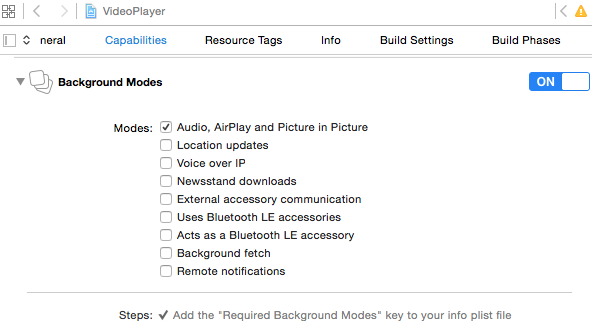 VideoPlayer
neral Capabilities Resource Tags Info Build Settings Build Phases
Background Modes ON
Modes: Audio, AirPlay and Picture in Picture
Location updates
Voice over IP
Newsstand downloads
External accessory communication
Uses Bluetooth LE accessories
Acts as a Bluetooth LE accessory
Background fetch
Remote notifications
Steps: ✔ Add the "Required Background Modes" key to your info plist file